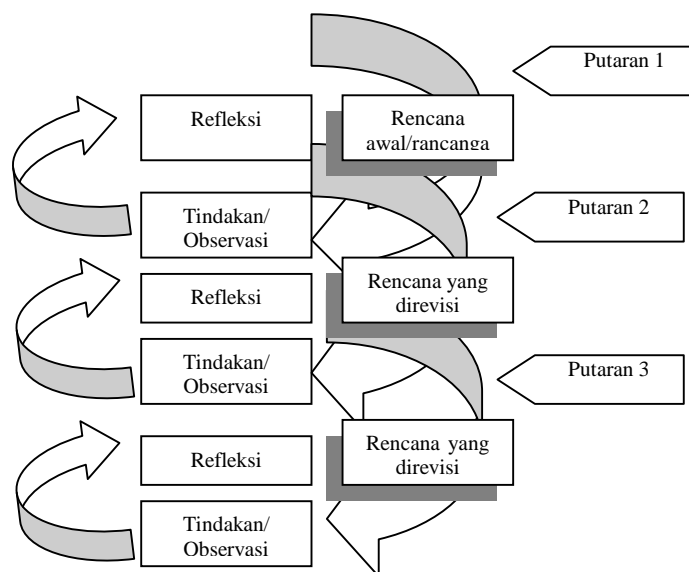 Putaran 1
Refleksi
Rencana
awal/rancanga
Tindakan/
Observasi
Putaran 2
Refleksi
Rencana yang
direvisi
Tindakan/
Observasi
Putaran 3
Refleksi
Rencana yang
direvisi
Tindakan/
Observasi